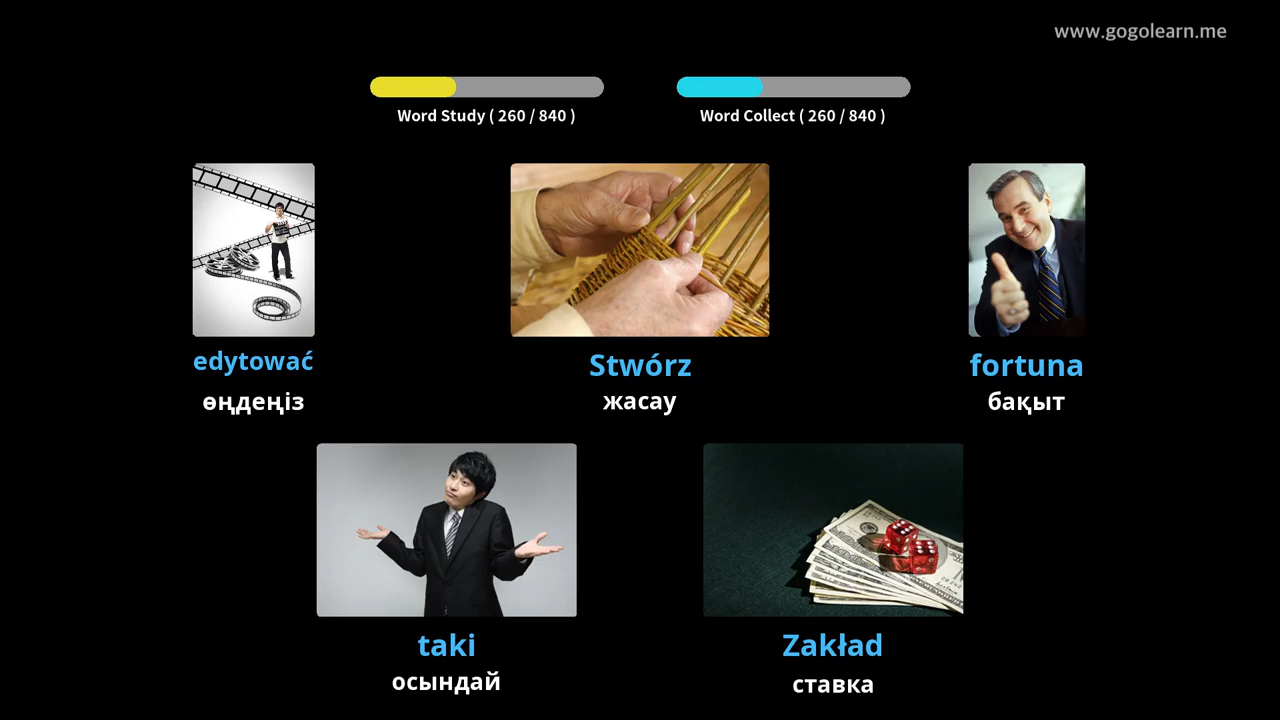 www.gogolearn.me
Word Study ( 260 / 840 )
Word Collect ( 260 / 840 )
edytować
өңдеңіз
Stwórz
жасау
fortuna
бақыт
taki
осындай
Zakład
ставка